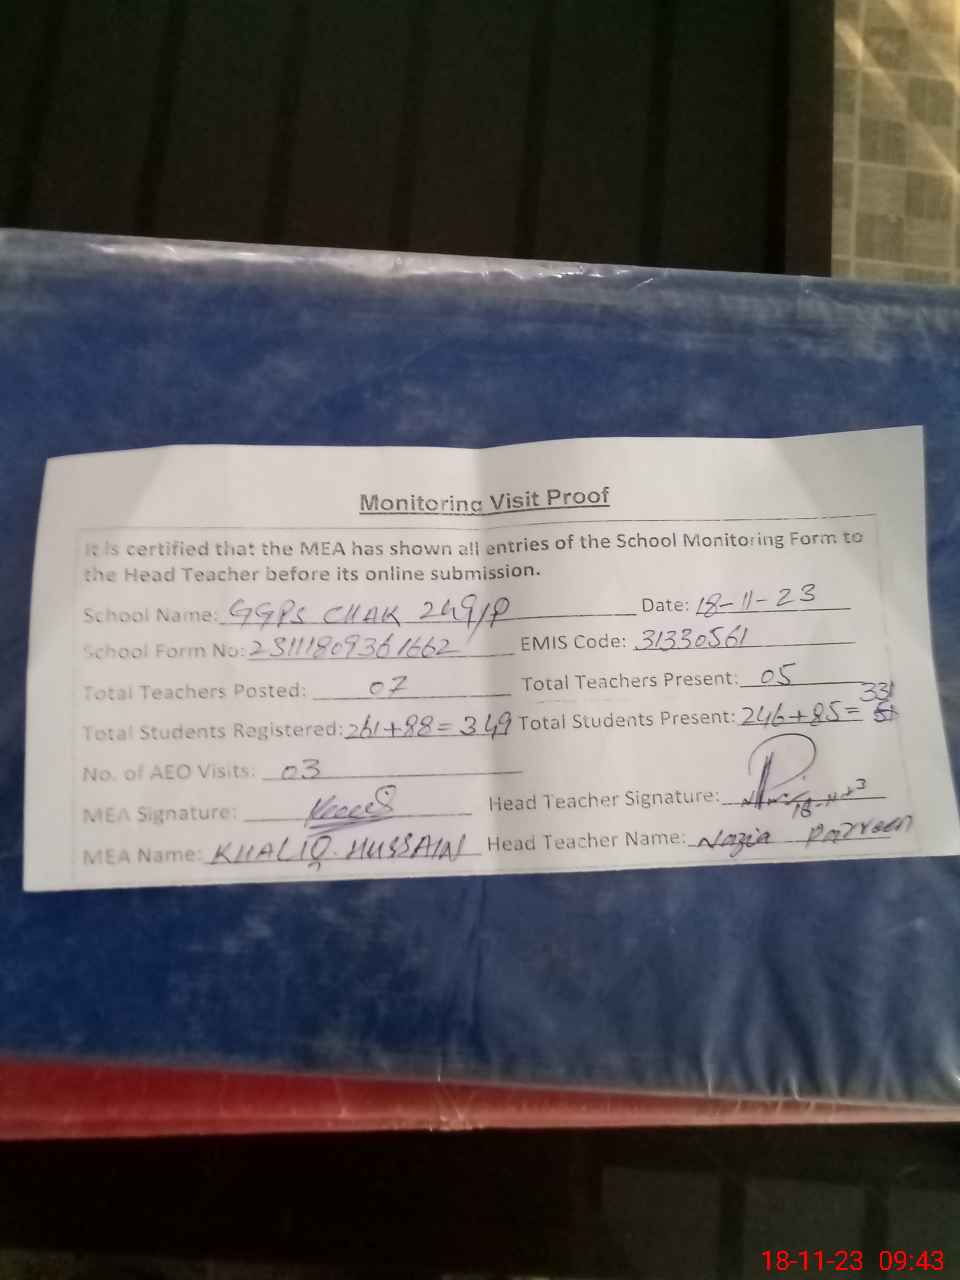 Monitoring Visit Proof
It is certified that the MEA has shown all entries of the School Monitoring Form to
the Head Teacher before its online submission.
School Name: GGPS CHAK 249/P Date: 18-11-23
School Form No: 23111809361662 EMIS Code: 31330561
Total Teachers Posted: 07 Total Teachers Present: 05
Total Students Registered: 261+88=349 Total Students Present: 246+85=331
No. of AEO Visits: 03
MEA Signature: Head Teacher Signature:
MEA Name: KHALIQ.HUSSAIN Head Teacher Name: Nazia Parveen
18-11-23 09:43